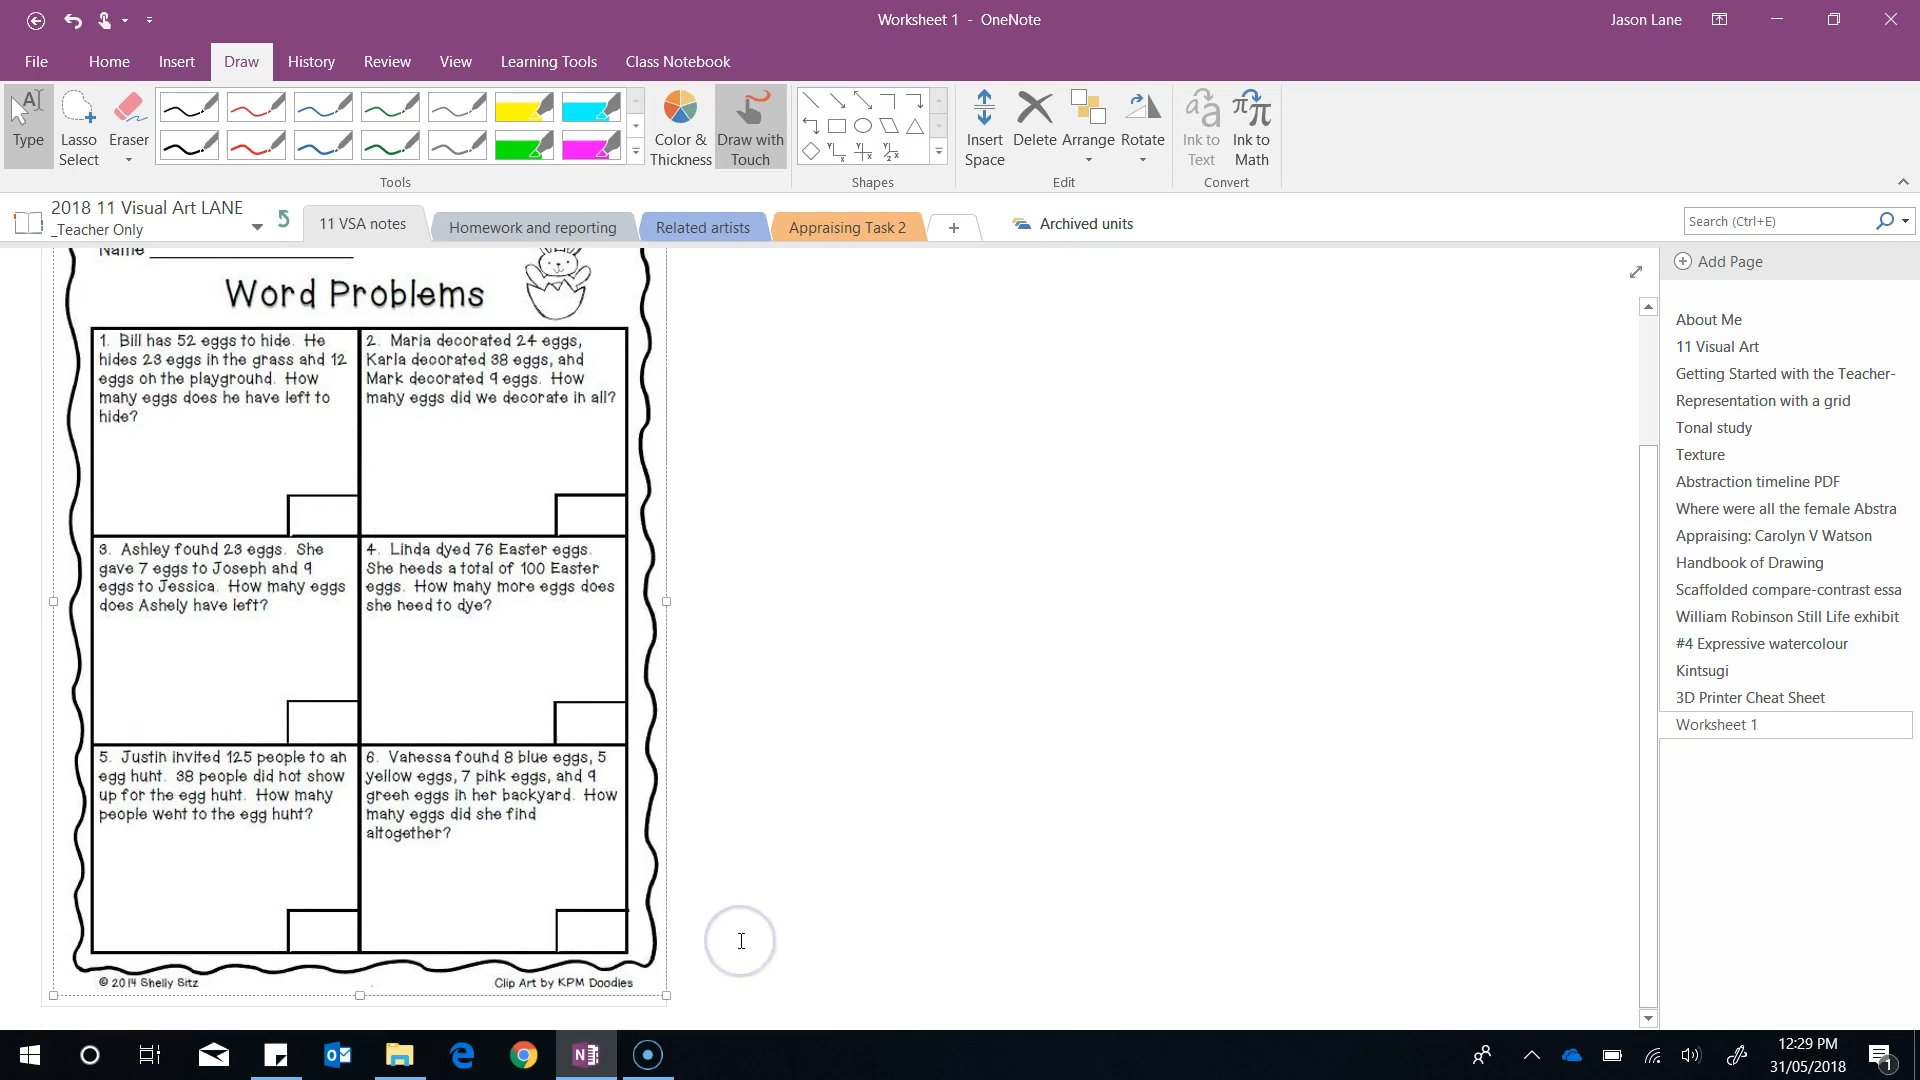 Worksheet 1 - OneNote
Jason Lane
File Home Insert Draw History Review View Learning Tools Class Notebook
Type
Lasso Select
Eraser
Color & Thickness
Draw with Touch
Insert Space
Delete
Arrange
Rotate
Ink to Text
Ink to Math
Tools
Shapes
Edit
Convert
2018 11 Visual Art LANE
_Teacher Only
11 VSA notes
Homework and reporting
Related artists
Appraising Task 2
Archived units
Search (Ctrl+E)
Add Page
Name
Word Problems
1. Bill has 52 eggs to hide. He
hides 23 eggs in the grass and 12
eggs on the playground. How
many eggs does he have left to
hide?
2. Maria decorated 24 eggs,
Karla decorated 38 eggs, and
Mark decorated 9 eggs. How
many eggs did we decorate in all?
3. Ashley found 23 eggs. She
gave 7 eggs to Joseph and 9
eggs to Jessica. How many eggs
does Ashely have left?
4. Linda dyed 76 Easter eggs.
She needs a total of 100 Easter
eggs. How many more eggs does
she need to dye?
5. Justin invited 125 people to an
egg hunt. 38 people did not show
up for the egg hunt. How many
people went to the egg hunt?
6. Vanessa found 8 blue eggs, 5
yellow eggs, 7 pink eggs, and 9
green eggs in her backyard. How
many eggs did she find
altogether?
© 2014 Shelly Sitz
Clip Art by KPM Doodles
About Me
11 Visual Art
Getting Started with the Teacher-
Representation with a grid
Tonal study
Texture
Abstraction timeline PDF
Where were all the female Abstra
Appraising: Carolyn V Watson
Handbook of Drawing
Scaffolded compare-contrast essa
William Robinson Still Life exhibit
#4 Expressive watercolour
Kintsugi
3D Printer Cheat Sheet
Worksheet 1
12:29 PM
31/05/2018
1